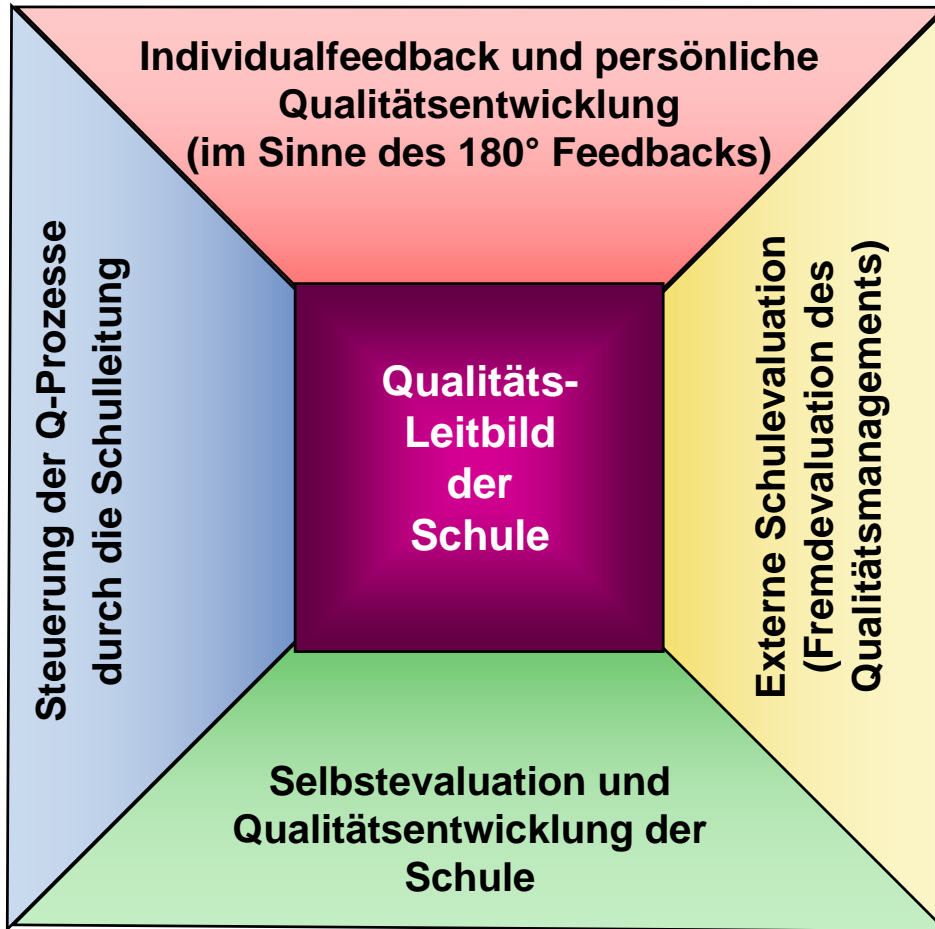 Individualfeedback und persönliche
Qualitätsentwicklung
(im Sinne des 180° Feedbacks)
Steuerung der Q-Prozesse
durch die Schulleitung
Qualitäts-
Leitbild
der
Schule
Externe Schulevaluation
(Fremdevaluation des
Qualitätsmanagements)
Selbstevaluation und
Qualitätsentwicklung der
Schule